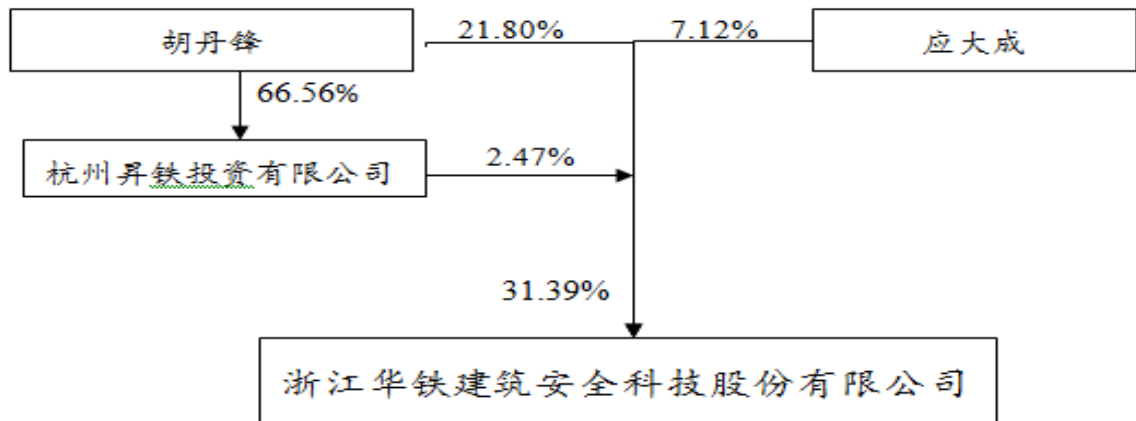 胡丹锋
21.80%
7.12%
应大成
66.56%
杭州昇铁投资有限公司
2.47%
31.39%
浙江华铁建筑安全科技股份有限公司